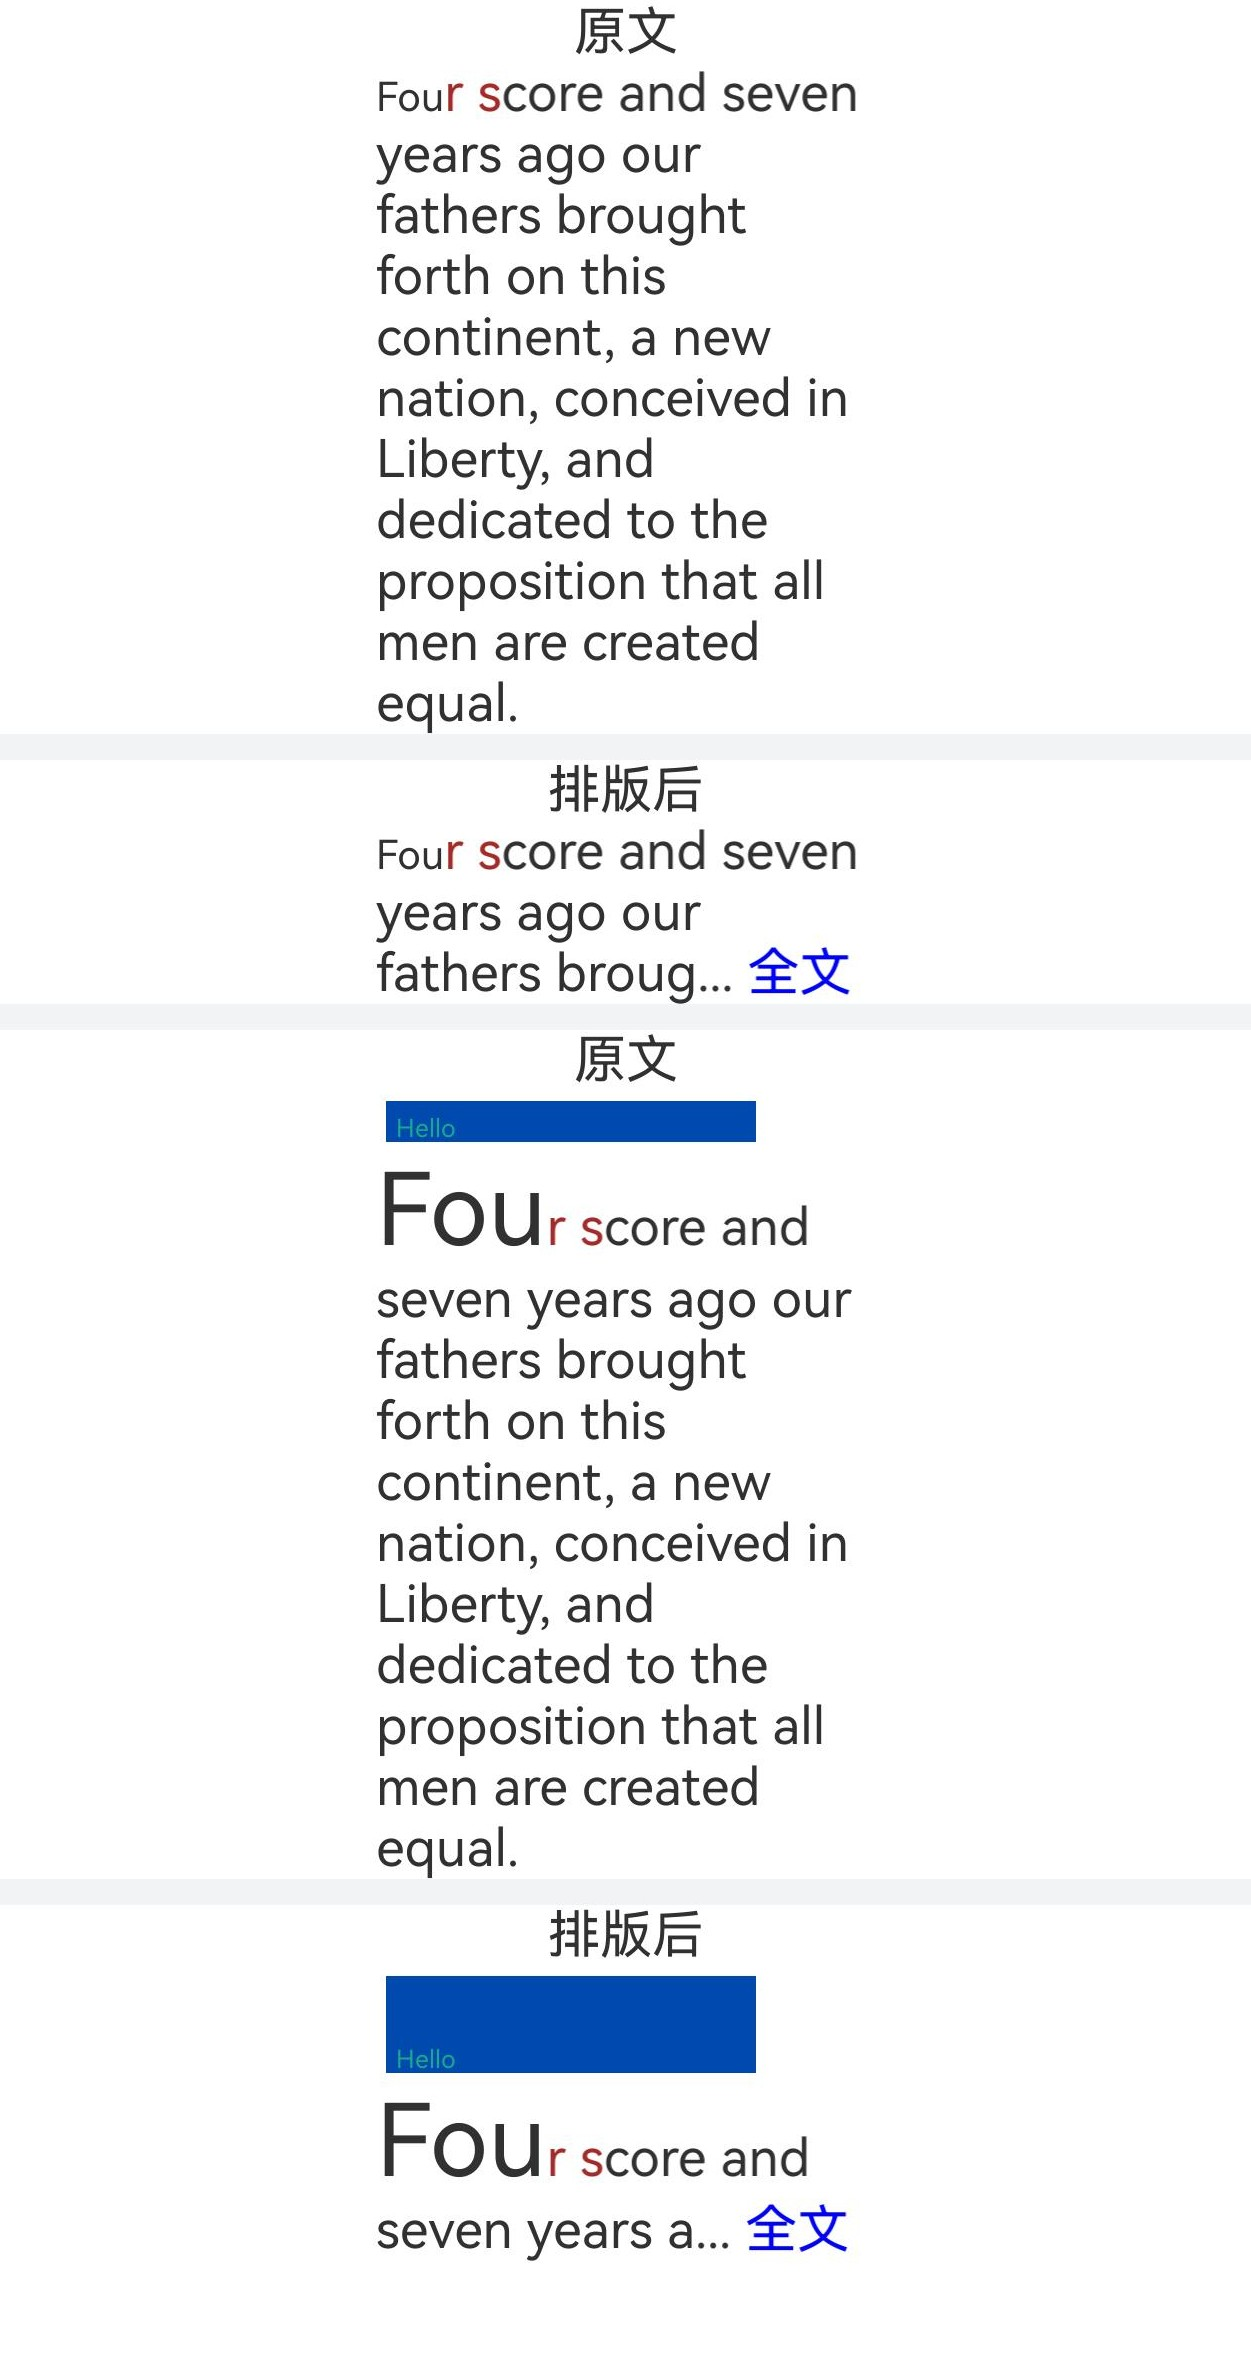 原文
Four score and seven
years ago our
fathers brought
forth on this
continent, a new
nation, conceived in
Liberty, and
dedicated to the
proposition that all
men are created
equal.
排版后
Four score and seven
years ago our
fathers broug... 全文
原文
Hello
Four score and
seven years ago our
fathers brought
forth on this
continent, a new
nation, conceived in
Liberty, and
dedicated to the
proposition that all
men are created
equal.
排版后
Hello
Four score and
seven years a... 全文